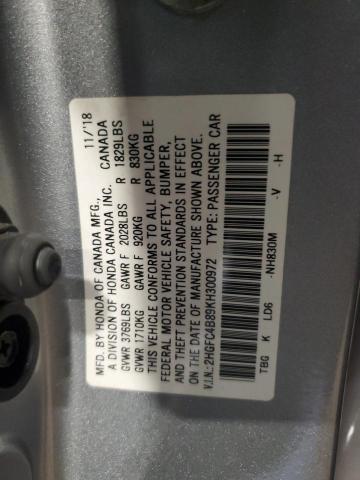 MFD. BY HONDA OF CANADA MFG., 11/'18
A DIVISION OF HONDA CANADA INC. CANADA
GVWR 3769LBS GAWR F 2028LBS R 1829LBS
GVWR 1710KG GAWR F 920KG R 830KG
THIS VEHICLE CONFORMS TO ALL APPLICABLE
FEDERAL MOTOR VEHICLE SAFETY, BUMPER,
AND THEFT PREVENTION STANDARDS IN EFFECT
ON THE DATE OF MANUFACTURE SHOWN ABOVE.
V.I.N.:2HGFC4B89KH300972 TYPE: PASSENGER CAR
TBG K LD6 -NH830M -V -H